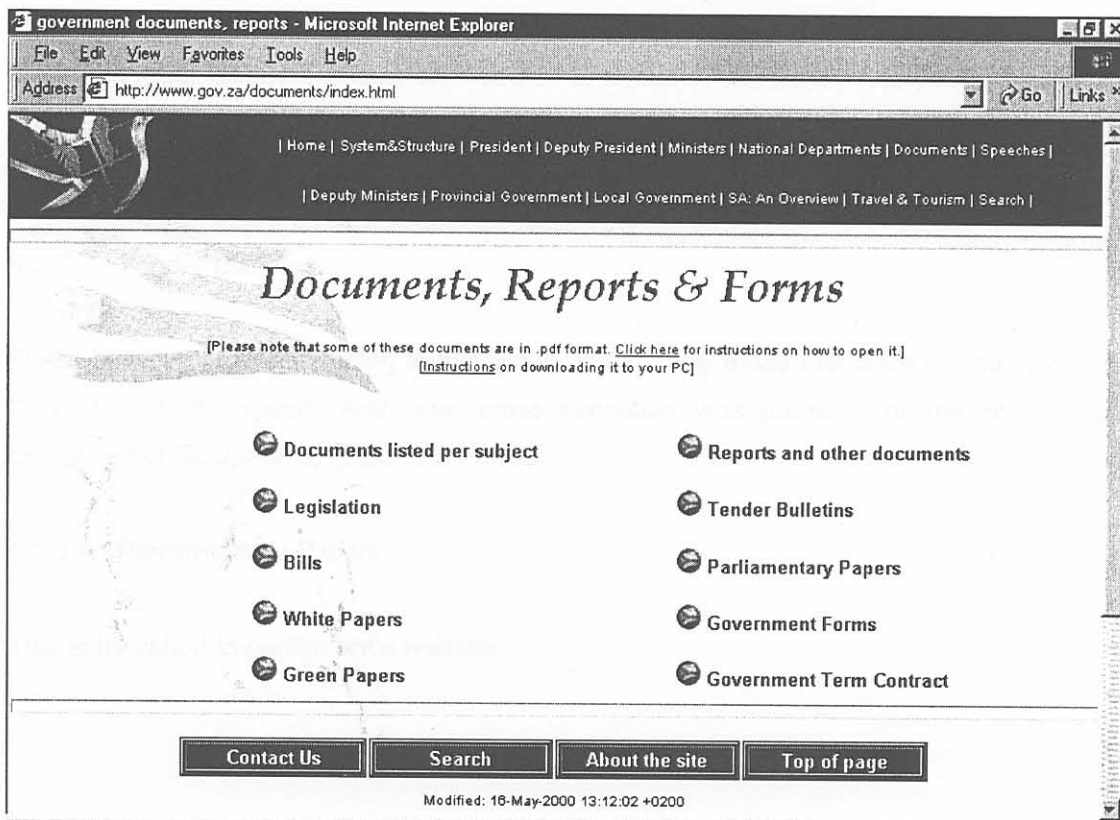 government documents, reports - Microsoft Internet Explorer
File Edit View Favorites Tools Help
Address http://www.gov.za/documents/index.html Go Links »
| Home | System&Structure | President | Deputy President | Ministers | National Departments | Documents | Speeches |
| Deputy Ministers | Provincial Government | Local Government | SA: An Overview | Travel & Tourism | Search |
Documents, Reports & Forms
[Please note that some of these documents are in .pdf format. Click here for instructions on how to open it.]
[Instructions on downloading it to your PC]
Documents listed per subject
Legislation
Bills
White Papers
Green Papers
Reports and other documents
Tender Bulletins
Parliamentary Papers
Government Forms
Government Term Contract
Contact Us Search About the site Top of page
Modified: 16-May-2000 13:12:02 +0200